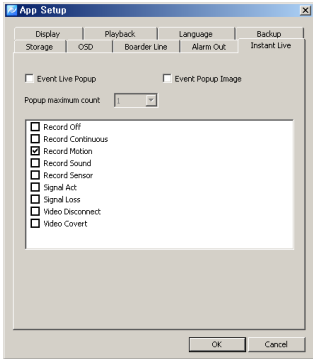 App Setup
Display Playback Language Backup
Storage OSD Boarder Line Alarm Out Instant Live
Event Live Popup Event Popup Image
Popup maximum count 1
Record Off
Record Continuous
Record Motion
Record Sound
Record Sensor
Signal Act
Signal Loss
Video Disconnect
Video Covert
OK Cancel